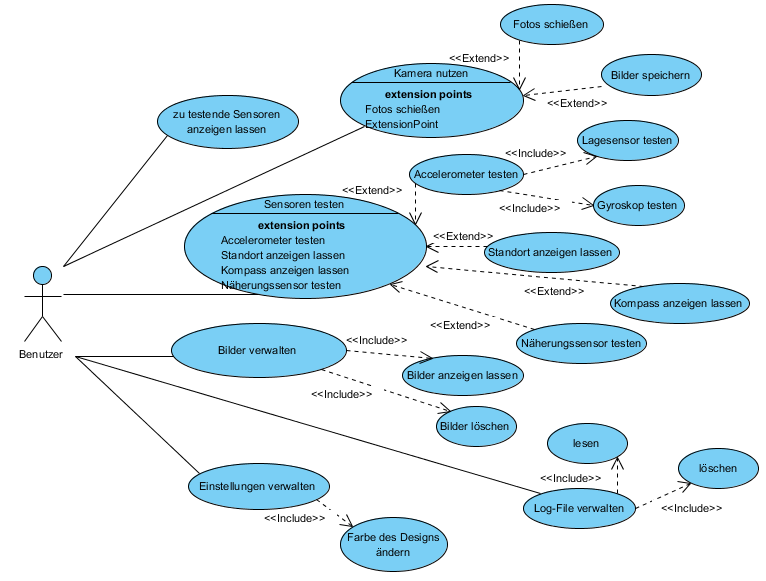 Fotos schießen
<<Extend>>
Kamera nutzen
extension points
Fotos schießen
ExtensionPoint
Bilder speichern
<<Extend>>
zu testende Sensoren
anzeigen lassen
Lagesensor testen
<<Include>>
Accelerometer testen
<<Extend>>
<<Include>>
Gyroskop testen
Sensoren testen
extension points
Accelerometer testen
Standort anzeigen lassen
Kompass anzeigen lassen
Näherungssensor testen
<<Extend>>
Standort anzeigen lassen
<<Extend>>
Kompass anzeigen lassen
<<Extend>>
Näherungssensor testen
Benutzer
Bilder verwalten
<<Include>>
Bilder anzeigen lassen
<<Include>>
Bilder löschen
lesen
löschen
<<Include>>
Einstellungen verwalten
Log-File verwalten
<<Include>>
<<Include>>
Farbe des Designs
ändern